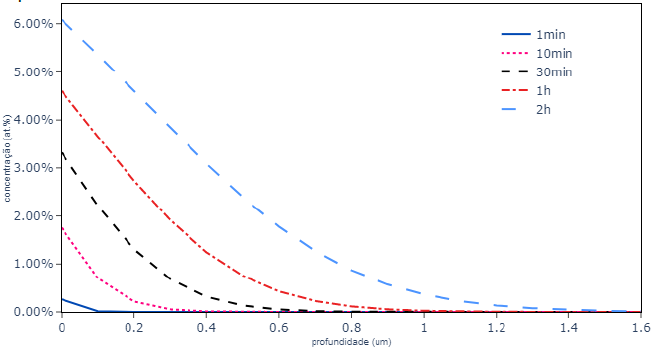 6.00%
5.00%
4.00%
3.00%
2.00%
1.00%
0.00%
concentração (at.%)
0 0.2 0.4 0.6 0.8 1 1.2 1.4 1.6
profundidade (um)
1min
10min
30min
1h
2h